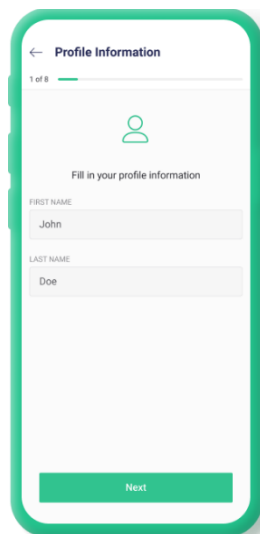 Profile Information
1 of 8
Fill in your profile information
FIRST NAME
John
LAST NAME
Doe
Next